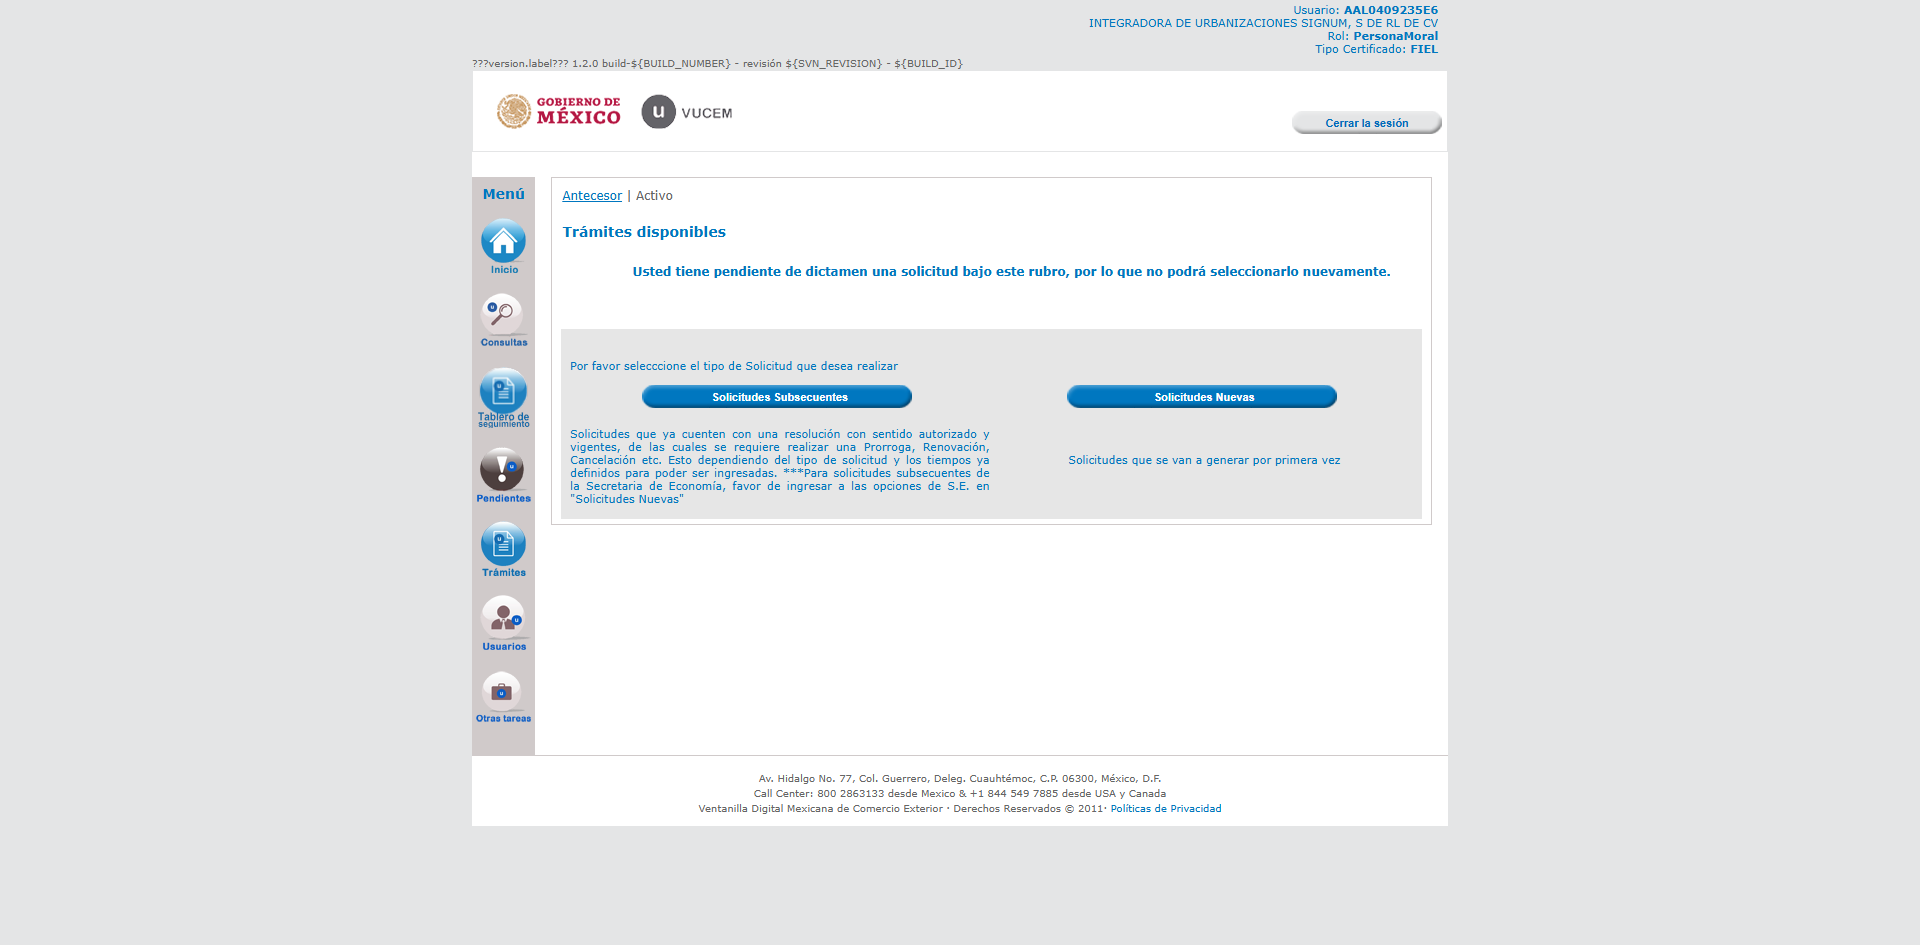 Usuario: AAL0409235E6
INTEGRADORA DE URBANIZACIONES SIGNUM, S DE RL DE CV
Rol: PersonaMoral
Tipo Certificado: FIEL
???version.label??? 1.2.0 build-${BUILD_NUMBER} - revisión ${SVN_REVISION} - ${BUILD_ID}
GOBIERNO DE
MÉXICO
u VUCEM
Cerrar la sesión
Menú
Inicio
Consultas
Tablero de
seguimiento
Pendientes
Trámites
Usuarios
Otras tareas
Antecesor | Activo
Trámites disponibles
Usted tiene pendiente de dictamen una solicitud bajo este rubro, por lo que no podrá seleccionarlo nuevamente.
Por favor selecccione el tipo de Solicitud que desea realizar
Solicitudes Subsecuentes
Solicitudes Nuevas
Solicitudes que ya cuenten con una resolución con sentido autorizado y
vigentes, de las cuales se requiere realizar una Prorroga, Renovación,
Cancelación etc. Esto dependiendo del tipo de solicitud y los tiempos ya
definidos para poder ser ingresadas. ***Para solicitudes subsecuentes de
la Secretaria de Economía, favor de ingresar a las opciones de S.E. en
"Solicitudes Nuevas"
Solicitudes que se van a generar por primera vez
Av. Hidalgo No. 77, Col. Guerrero, Deleg. Cuauhtémoc, C.P. 06300, México, D.F.
Call Center: 800 2863133 desde Mexico & +1 844 549 7885 desde USA y Canada
Ventanilla Digital Mexicana de Comercio Exterior · Derechos Reservados © 2011· Políticas de Privacidad